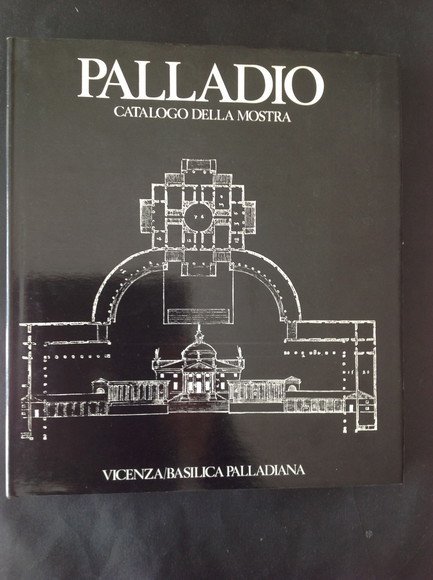 PALLADIO
CATALOGO DELLA MOSTRA
VICENZA/BASILICA PALLADIANA